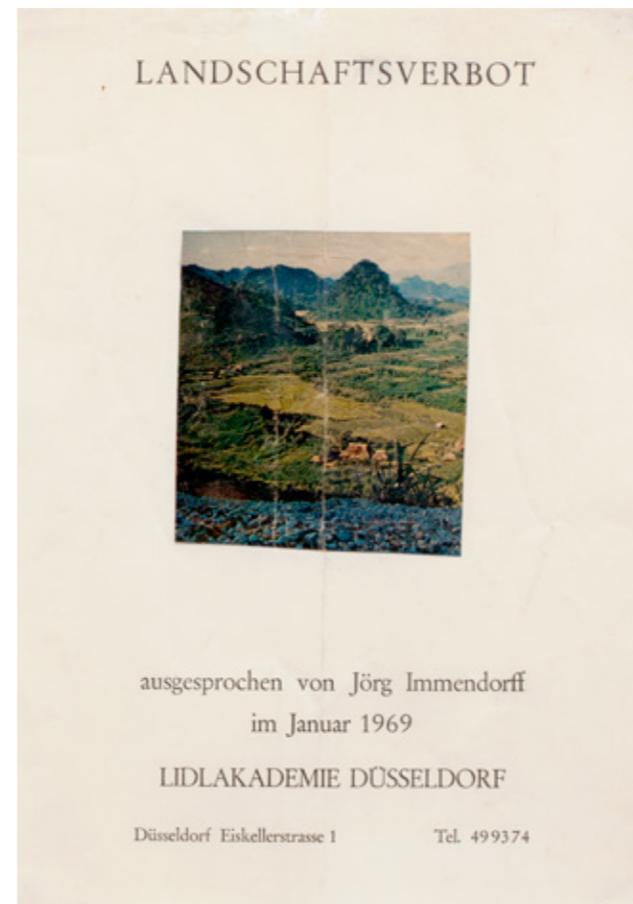 LANDSCHAFTSVERBOT
ausgesprochen von Jörg Immendorff
im Januar 1969
LIDLAKADEMIE DÜSSELDORF
Düsseldorf Eiskellerstrasse 1 Tel. 499374